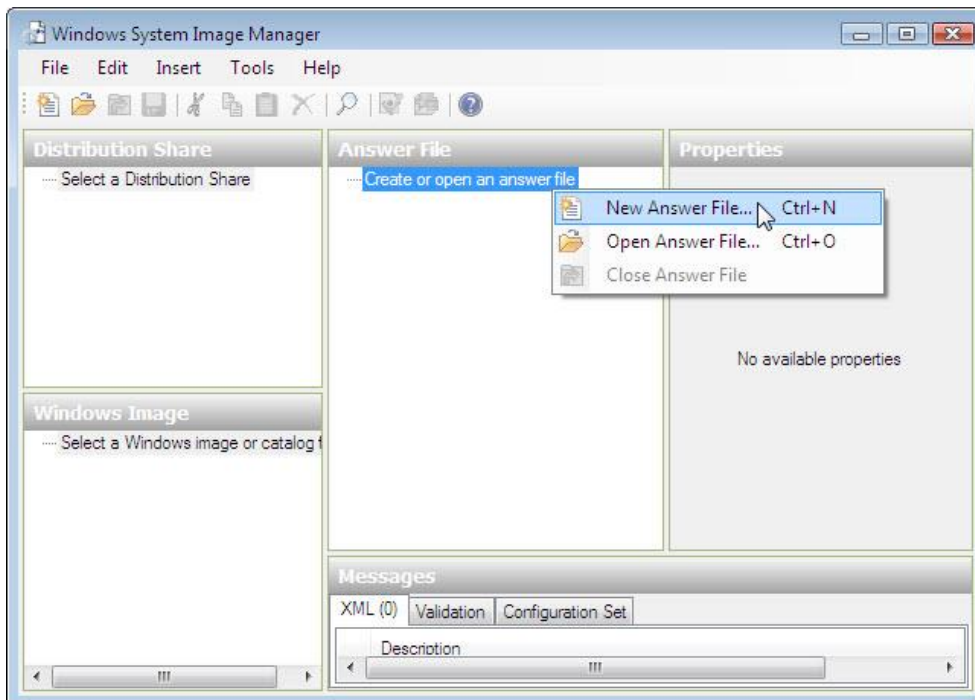 Windows System Image Manager
File Edit Insert Tools Help
Distribution Share
Select a Distribution Share
Answer File
Create or open an answer file
New Answer File... Ctrl+N
Open Answer File... Ctrl+O
Close Answer File
Properties
No available properties
Windows Image
Select a Windows image or catalog
Messages
XML (0) Validation Configuration Set
Description